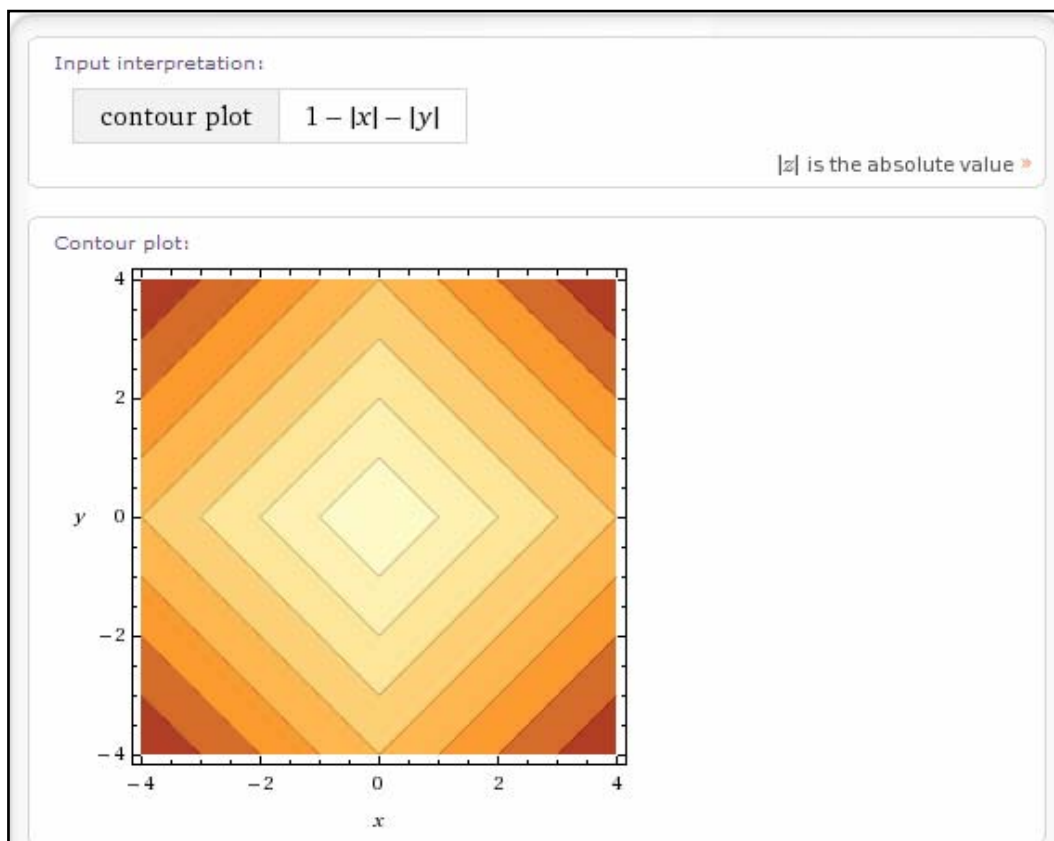 Input interpretation:
contour plot 1 – |x| – |y|
|z| is the absolute value »
Contour plot:
4
2
y 0
– 2
– 4
– 4 – 2 0 2 4
x